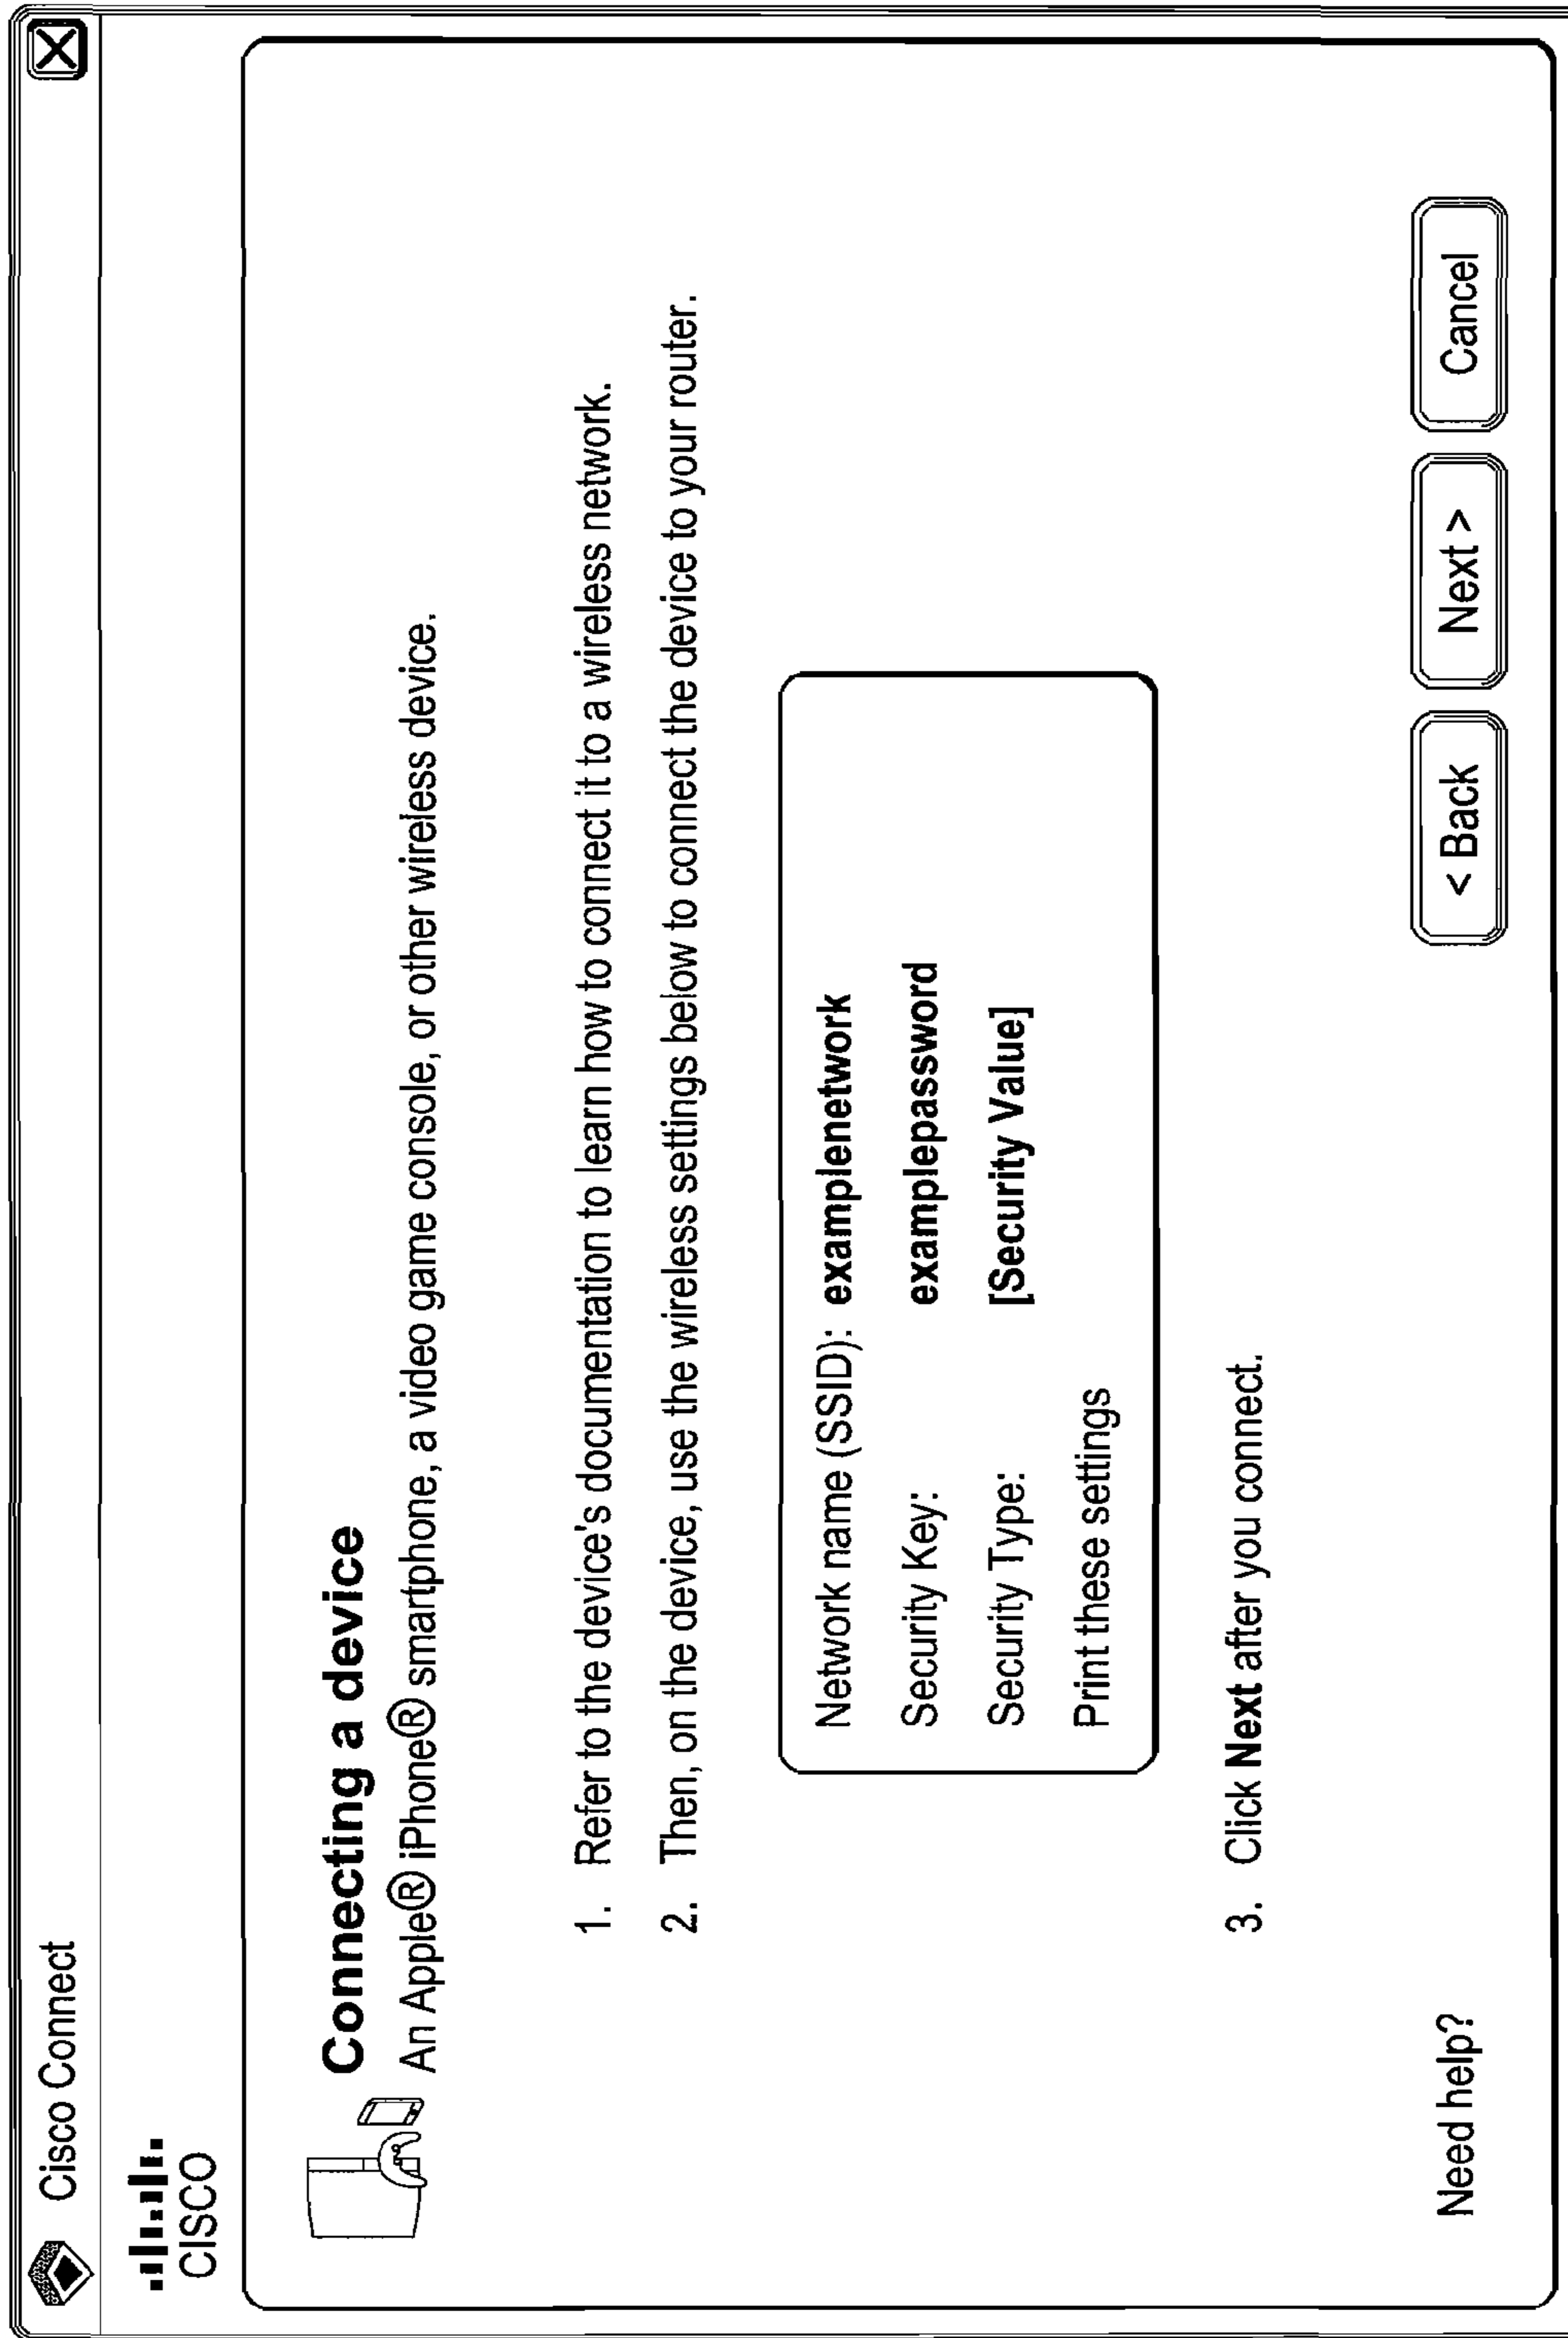 Cisco Connect
CISCO
Connecting a device
An Apple® iPhone® smartphone, a video game console, or other wireless device.
1. Refer to the device's documentation to learn how to connect it to a wireless network.
2. Then, on the device, use the wireless settings below to connect the device to your router.
Network name (SSID): examplenetwork
Security Key: examplepassword
Security Type: [Security Value]
Print these settings
3. Click Next after you connect.
Need help? < Back Next > Cancel